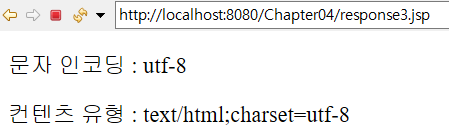 http://localhost:8080/Chapter04/response3.jsp
문자 인코딩 : utf-8
컨텐츠 유형 : text/html;charset=utf-8